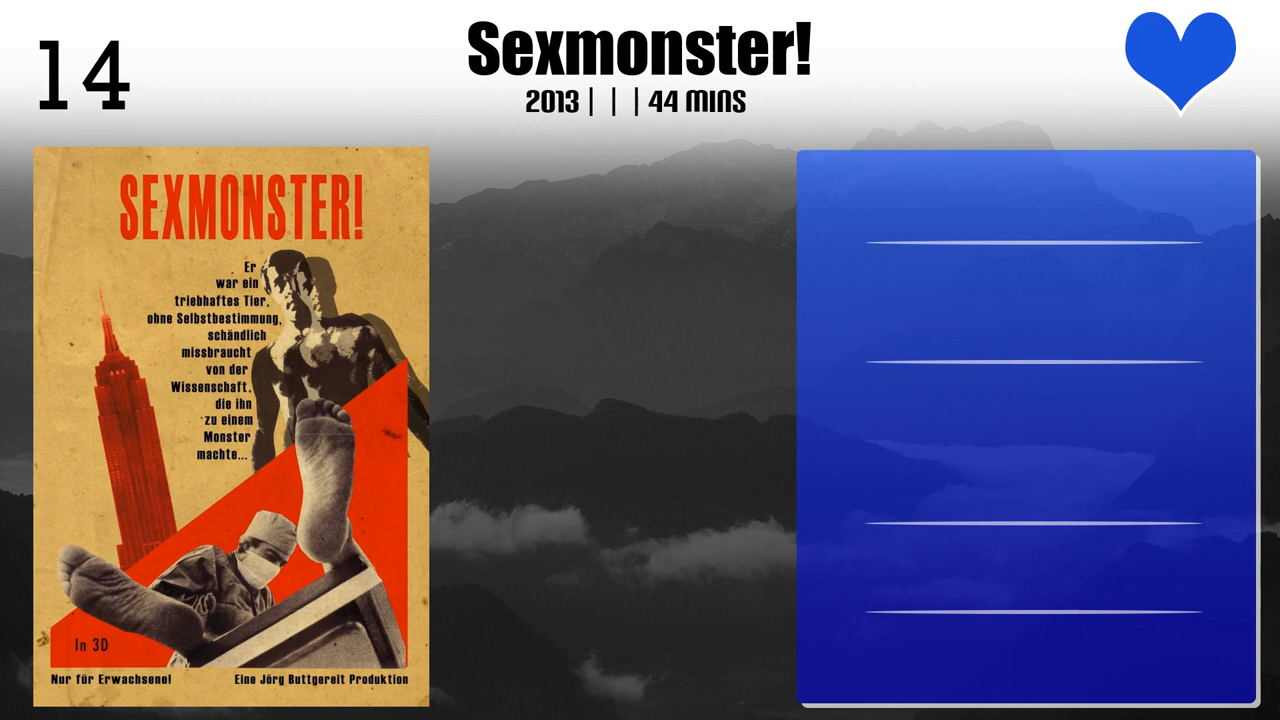 14
Sexmonster!
2013 | | | 44 MINS
SEXMONSTER!
Er
war ein
triebhaftes Tier,
ohne Selbstbestimmung,
schändlich
missbraucht
von der
Wissenschaft,
die ihn
zu einem
Monster
machte...
In 3D
Nur für Erwachsene!
Eine Jörg Buttgereit Produktion